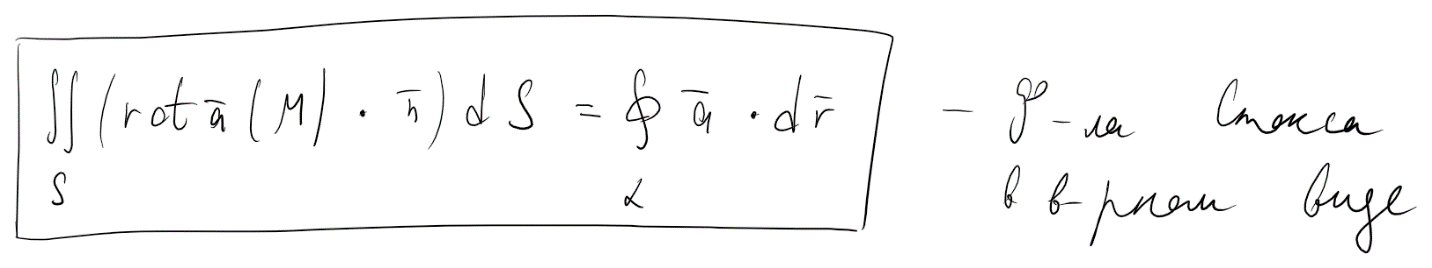 ∬ (rot ā (M) · n̄) dS = ∮ ā · dr̄ – ф-ла Стокса
S L в в-рном виде